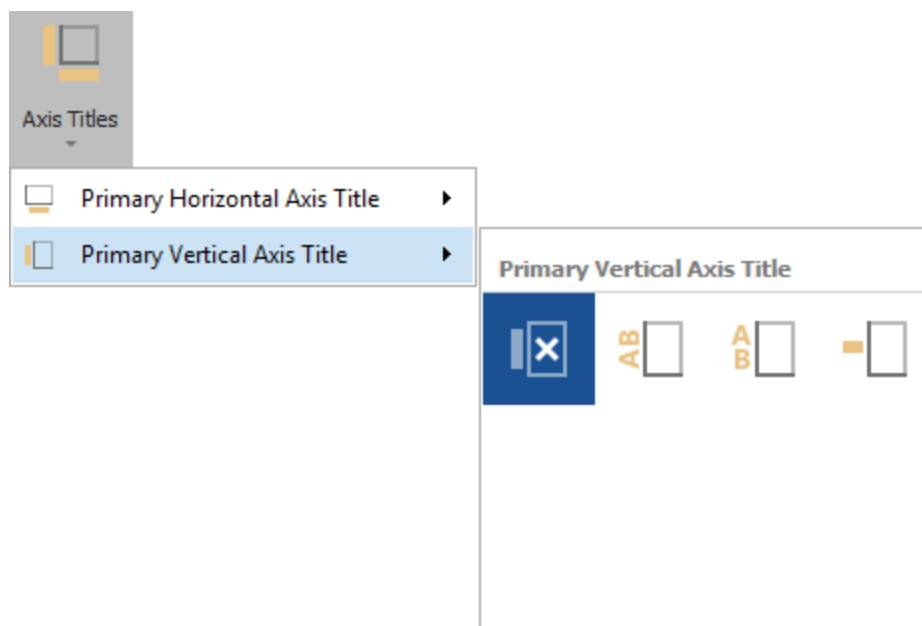 Axis Titles
Primary Horizontal Axis Title
Primary Vertical Axis Title
Primary Vertical Axis Title
AB
A
B